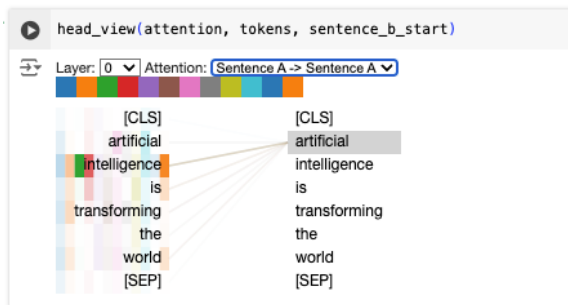 head_view(attention, tokens, sentence_b_start)
Layer: 0 Attention: Sentence A -> Sentence A
[CLS] [CLS]
artificial artificial
intelligence intelligence
is is
transforming transforming
the the
world world
[SEP] [SEP]